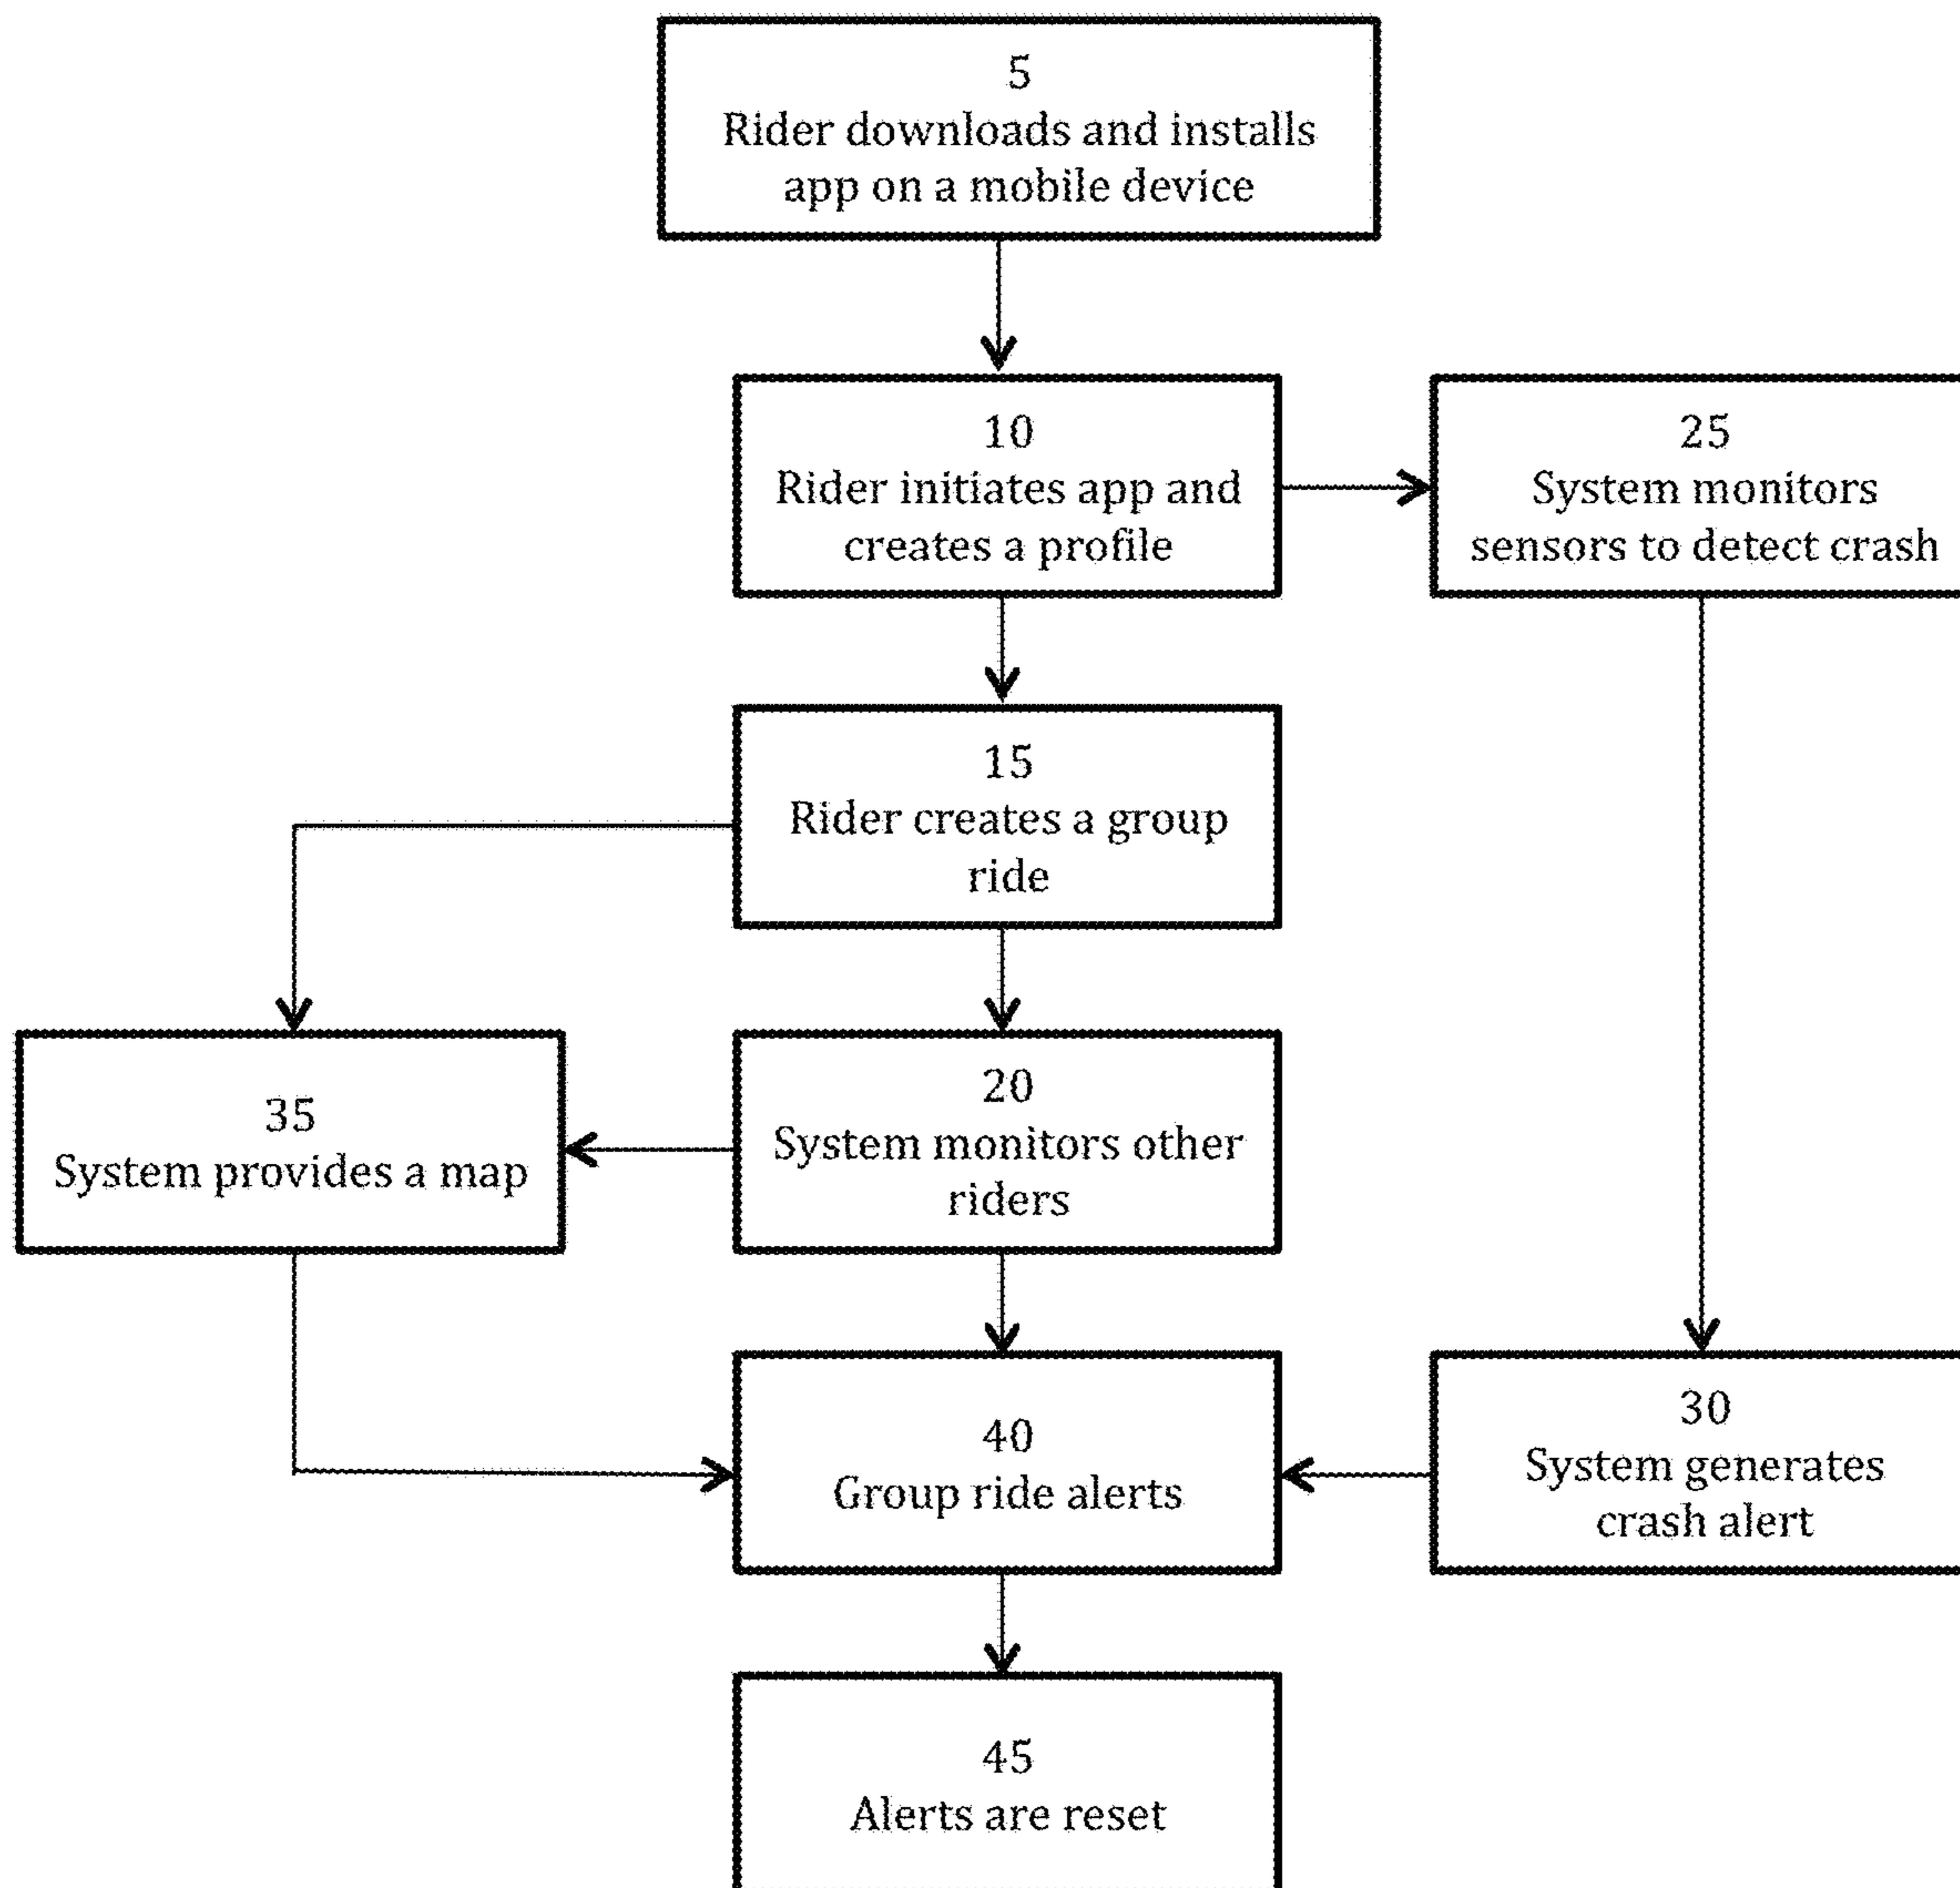 5
Rider downloads and installs
app on a mobile device
10
Rider initiates app and
creates a profile
25
System monitors
sensors to detect crash
15
Rider creates a group
ride
35
System provides a map
20
System monitors other
riders
40
Group ride alerts
30
System generates
crash alert
45
Alerts are reset